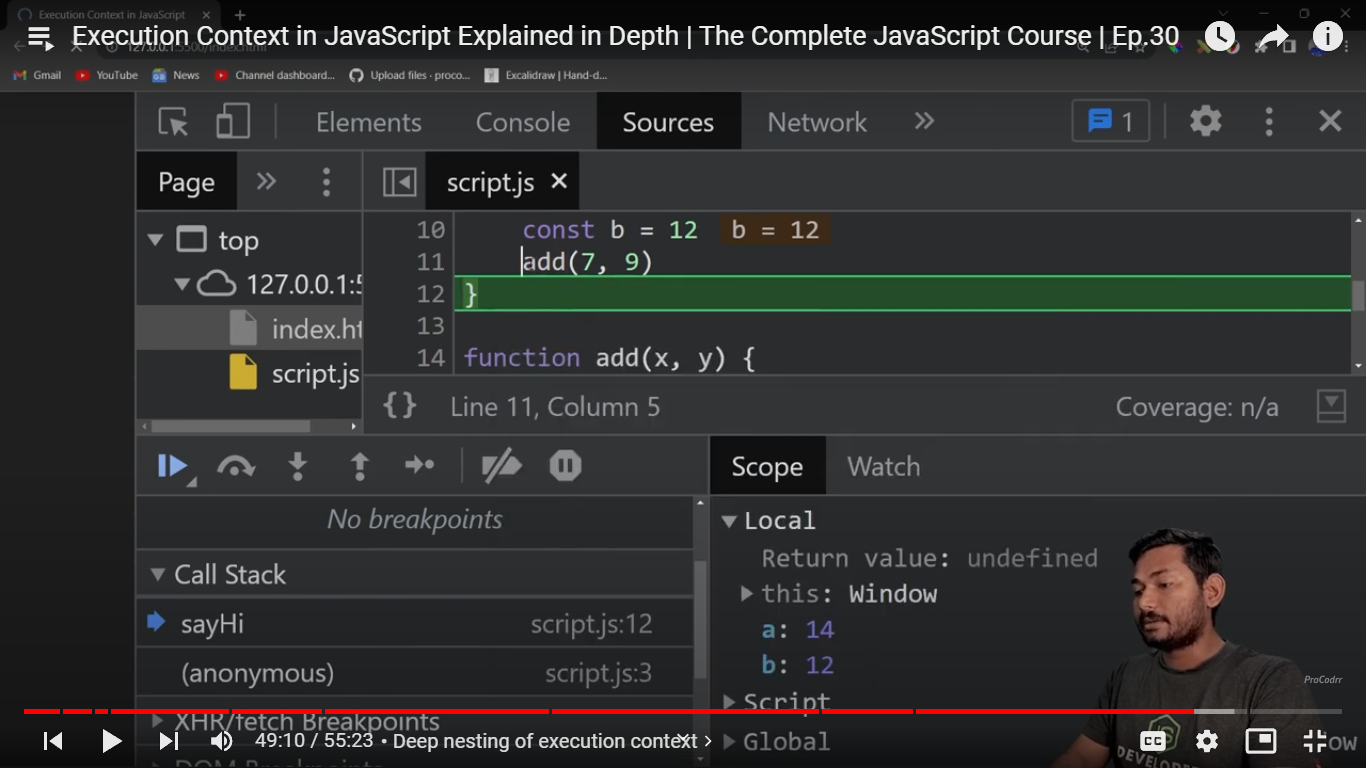 Execution Context in JavaScript
Execution Context in JavaScript Explained in Depth | The Complete JavaScript Course | Ep.30
127.0.0.1:5500/index.html
Gmail YouTube News Channel dashboard... Upload files · proco... Excalidraw | Hand-d...
Elements Console Sources Network » 1
Page » script.js ×
top
127.0.0.1:5
index.ht
script.js
10 const b = 12 b = 12
11 add(7, 9)
12 }
13
14 function add(x, y) {
{} Line 11, Column 5 Coverage: n/a
Scope Watch
No breakpoints
Call Stack
sayHi script.js:12
(anonymous) script.js:3
XHR/fetch Breakpoints
DOM Breakpoints
Local
Return value: undefined
this: Window
a: 14
b: 12
Script
Global
ProCodrr
JS
DEVELOPER
49:10 / 55:23 • Deep nesting of execution context
CC